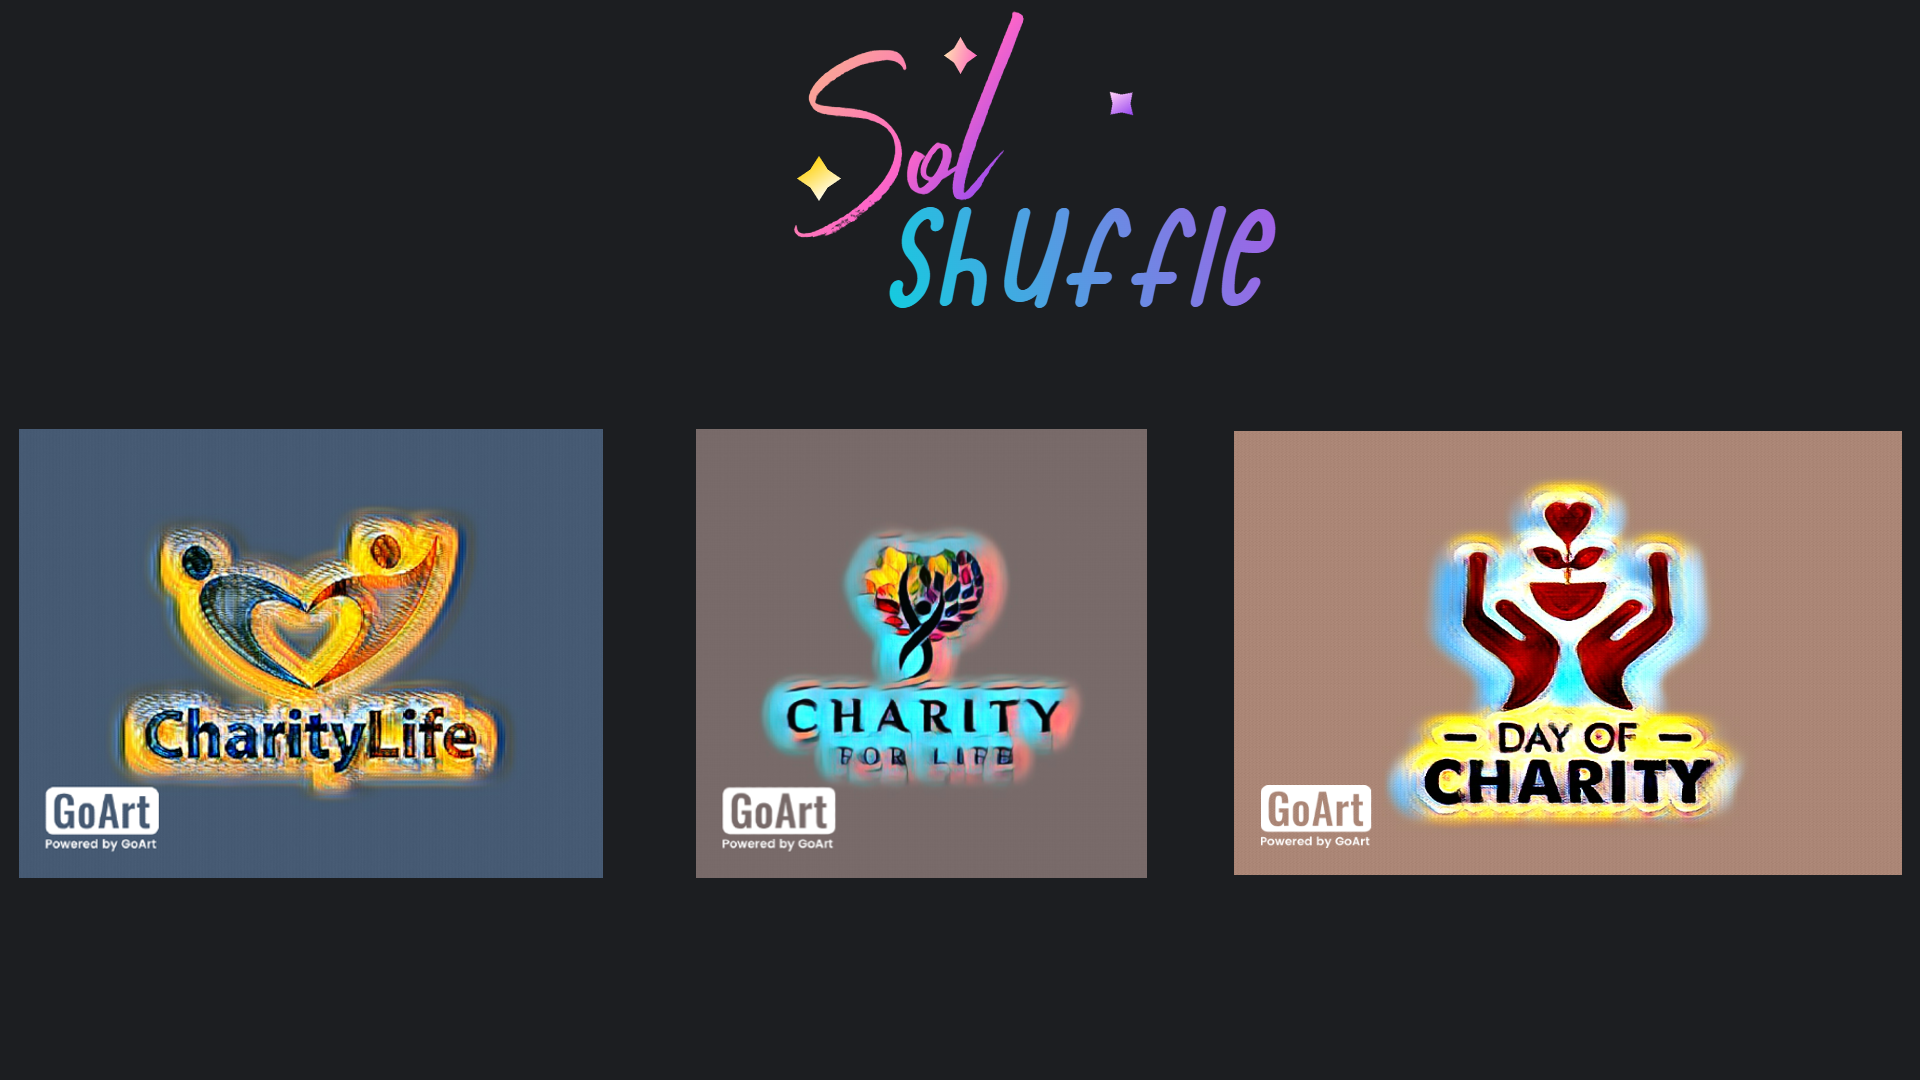 Sol
shuffle
CharityLife
GoArt
Powered by GoArt
CHARITY
FOR LIFE
GoArt
Powered by GoArt
DAY OF
CHARITY
GoArt
Powered by GoArt